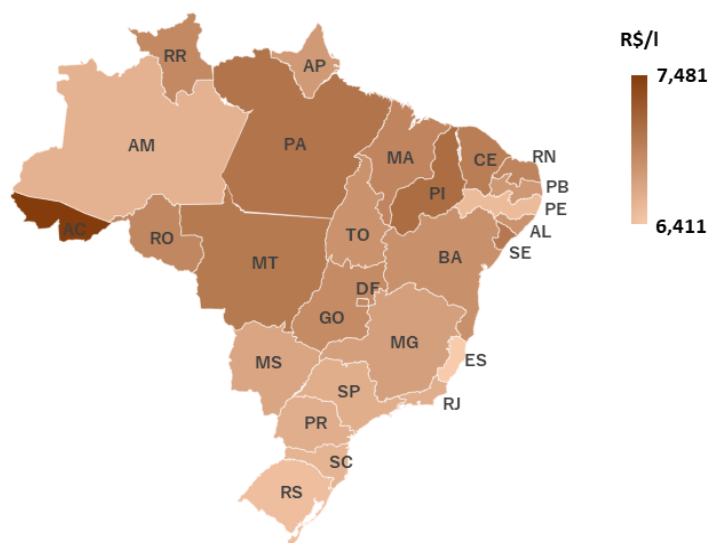 R$/l
7,481
6,411
RR
AP
AM
PA
MA
CE
RN
PB
PI
PE
AC
RO
TO
AL
SE
BA
MT
DF
GO
MG
ES
MS
SP
RJ
PR
SC
RS